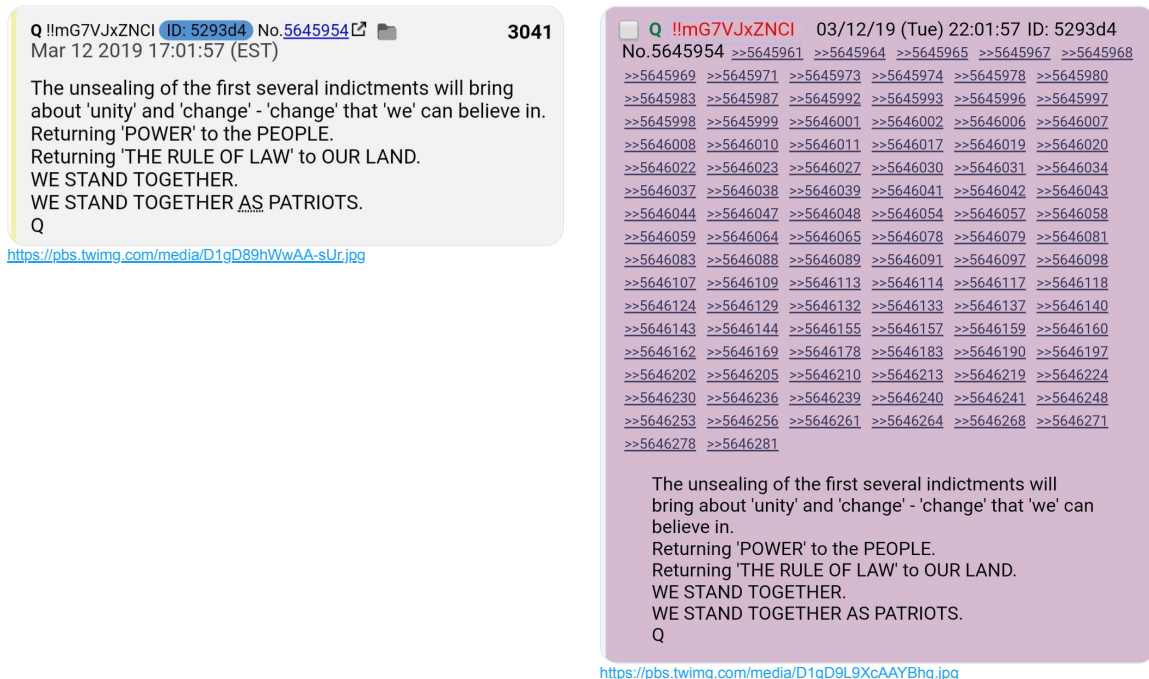 Q !!mG7VJxZNCI ID: 5293d4 No.5645954 3041
Mar 12 2019 17:01:57 (EST)
The unsealing of the first several indictments will bring
about 'unity' and 'change' - 'change' that 'we' can believe in.
Returning 'POWER' to the PEOPLE.
Returning 'THE RULE OF LAW' to OUR LAND.
WE STAND TOGETHER.
WE STAND TOGETHER AS PATRIOTS.
Q
https://pbs.twimg.com/media/D1gD89hWwAA-sUr.jpg
Q !!mG7VJxZNCI 03/12/19 (Tue) 22:01:57 ID: 5293d4
No.5645954 >>5645961 >>5645964 >>5645965 >>5645967 >>5645968
>>5645969 >>5645971 >>5645973 >>5645974 >>5645978 >>5645980
>>5645983 >>5645987 >>5645992 >>5645993 >>5645996 >>5645997
>>5645998 >>5645999 >>5646001 >>5646002 >>5646006 >>5646007
>>5646008 >>5646010 >>5646011 >>5646017 >>5646019 >>5646020
>>5646022 >>5646023 >>5646027 >>5646030 >>5646031 >>5646034
>>5646037 >>5646038 >>5646039 >>5646041 >>5646042 >>5646043
>>5646044 >>5646047 >>5646048 >>5646054 >>5646057 >>5646058
>>5646059 >>5646064 >>5646065 >>5646078 >>5646079 >>5646081
>>5646083 >>5646088 >>5646089 >>5646091 >>5646097 >>5646098
>>5646107 >>5646109 >>5646113 >>5646114 >>5646117 >>5646118
>>5646124 >>5646129 >>5646132 >>5646133 >>5646137 >>5646140
>>5646143 >>5646144 >>5646155 >>5646157 >>5646159 >>5646160
>>5646162 >>5646169 >>5646178 >>5646183 >>5646190 >>5646197
>>5646202 >>5646205 >>5646210 >>5646213 >>5646219 >>5646224
>>5646230 >>5646236 >>5646239 >>5646240 >>5646241 >>5646248
>>5646253 >>5646256 >>5646261 >>5646264 >>5646268 >>5646271
>>5646278 >>5646281
The unsealing of the first several indictments will
bring about 'unity' and 'change' - 'change' that 'we' can
believe in.
Returning 'POWER' to the PEOPLE.
Returning 'THE RULE OF LAW' to OUR LAND.
WE STAND TOGETHER.
WE STAND TOGETHER AS PATRIOTS.
Q
https://pbs.twimg.com/media/D1gD9L9XcAAYBhq.jpg